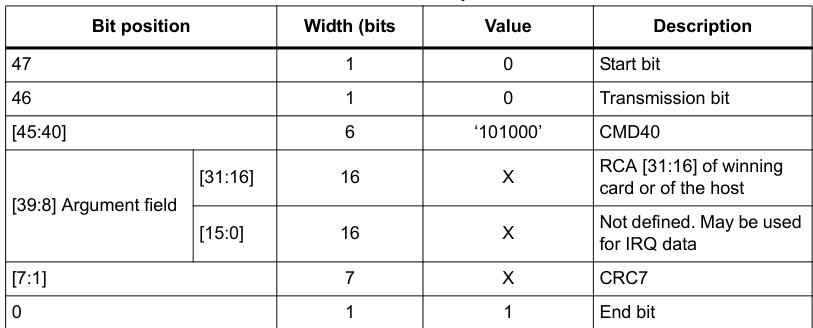 Bit position Width (bits Value Description
47 1 0 Start bit
46 1 0 Transmission bit
[45:40] 6 ‘101000’ CMD40
[39:8] Argument field [31:16] 16 X RCA [31:16] of winning
card or of the host
[15:0] 16 X Not defined. May be used
for IRQ data
[7:1] 7 X CRC7
0 1 1 End bit